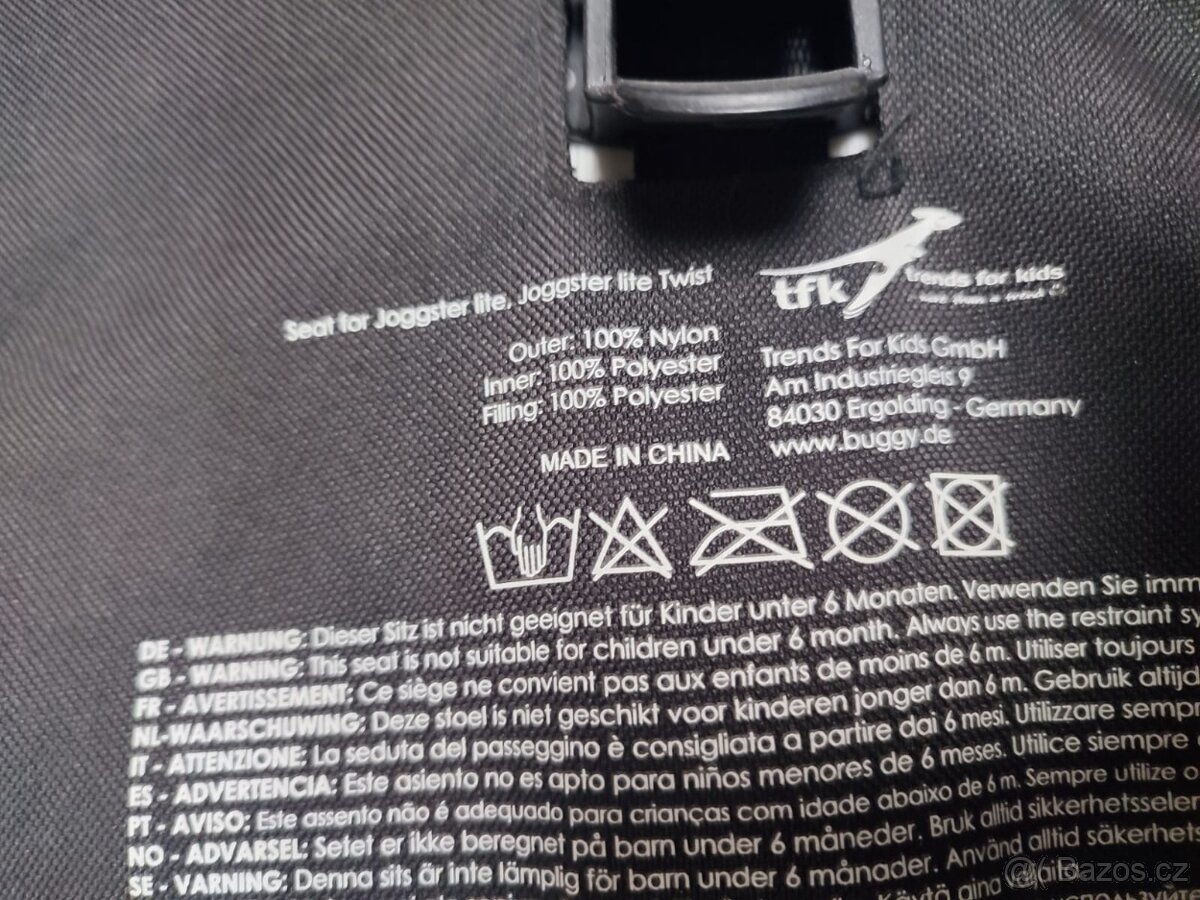 Seat for Joggster lite, Joggster lite Twist
Outer: 100% Nylon
Inner: 100% Polyester
Filling: 100% Polyester
MADE IN CHINA
tfk trends for kids
Trends For Kids GmbH
Am Industriegleis 9
84030 Ergolding - Germany
www.buggy.de
DE - WARNUNG: Dieser Sitz ist nicht geeignet für Kinder unter 6 Monaten. Verwenden Sie imm
GB - WARNING: This seat is not suitable for children under 6 month. Always use the restraint sy
FR - AVERTISSEMENT: Ce siège ne convient pas aux enfants de moins de 6 m. Utiliser toujours
NL-WAARSCHUWING: Deze stoel is niet geschikt voor kinderen jonger dan 6 m. Gebruik altijd
IT - ATTENZIONE: La seduta del passeggino è consigliata a partire dai 6 mesi. Utilizzare sempr
ES - ADVERTENCIA: Este asiento no es apto para niños menores de 6 meses. Utilice siempre
PT - AVISO: Este assento não é adequado para crianças com idade abaixo de 6 m. Sempre utilize o
NO - ADVARSEL: Setet er ikke beregnet på barn under 6 måneder. Bruk alltid sikkerhetsselen
SE - VARNING: Denna sits är inte lämplig för barn under 6 månader. Använd alltid säkerhet
Käytä aina
Bazos.cz